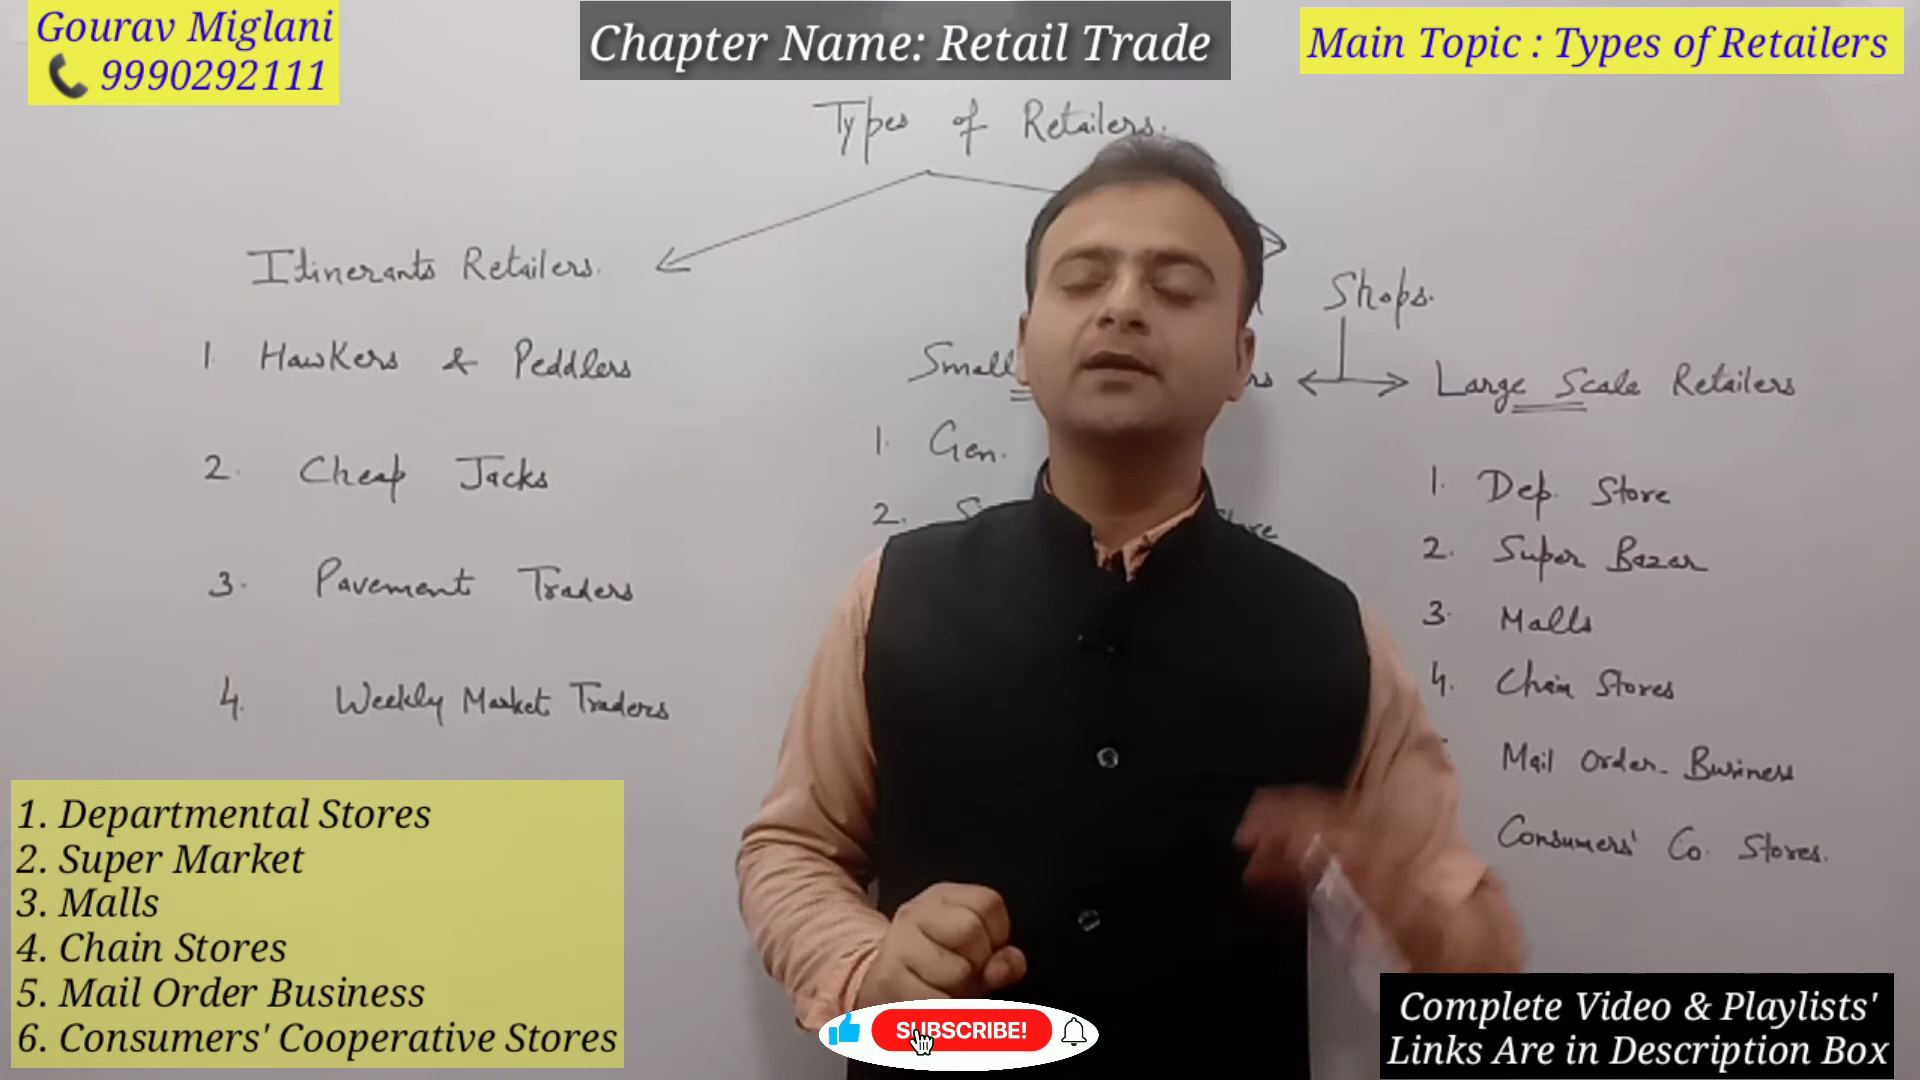 Gourav Miglani
9990292111
Chapter Name: Retail Trade
Main Topic : Types of Retailers
Types of Retailers.
Itinerants Retailers.
1 Hawkers & Peddlers
2. Cheap Jacks
3. Pavement Traders
4. Weekly Market Traders
Shops.
Small
1. Gen.
2.
Large Scale Retailers
1. Dep. Store
2. Super Bazar
3. Malls
4. Chain Stores
Mail Order Business
Consumers' Co. Stores.
1. Departmental Stores
2. Super Market
3. Malls
4. Chain Stores
5. Mail Order Business
6. Consumers' Cooperative Stores
SUBSCRIBE!
Complete Video & Playlists'
Links Are in Description Box